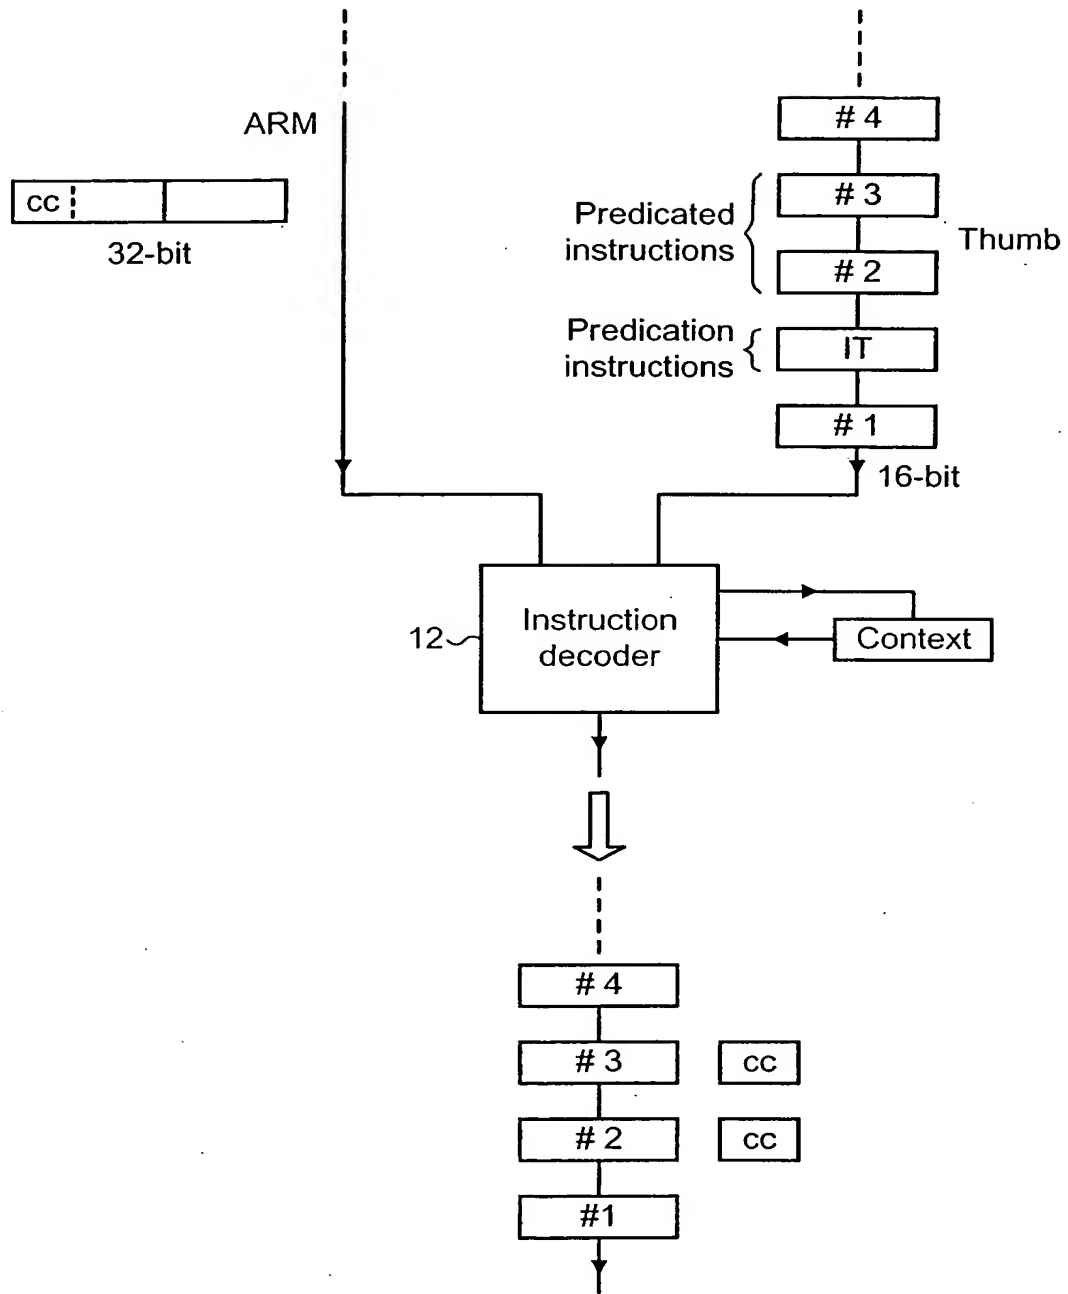 ARM
cc
32-bit
# 4
# 3
Predicated
instructions
Thumb
# 2
Predication
instructions
IT
# 1
16-bit
12
Instruction
decoder
Context
# 4
# 3
cc
# 2
cc
#1